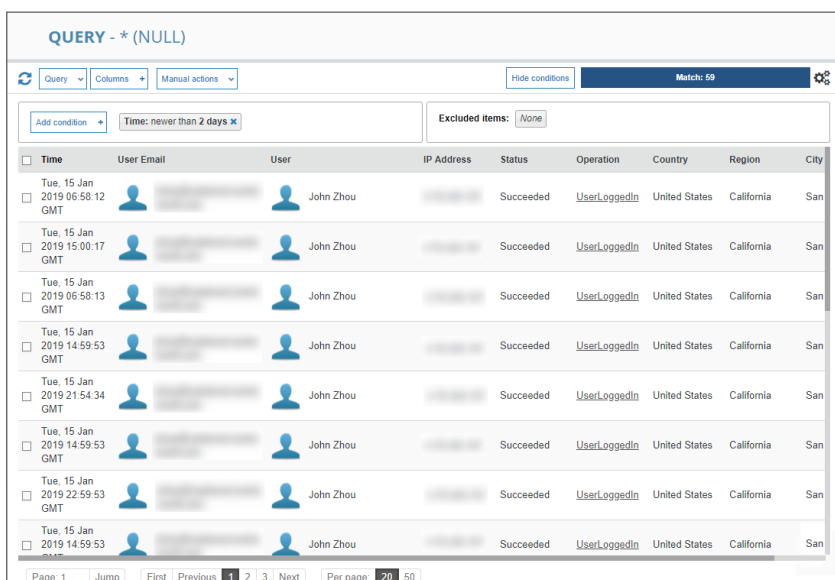 QUERY - * (NULL)
Query Columns + Manual actions Hide conditions Match: 59
Add condition + Time: newer than 2 days × Excluded items: None
Time User Email User IP Address Status Operation Country Region City
Tue, 15 Jan
2019 06:58:12 John Zhou Succeeded UserLoggedIn United States California San
GMT
Tue, 15 Jan
2019 15:00:17 John Zhou Succeeded UserLoggedIn United States California San
GMT
Tue, 15 Jan
2019 06:58:13 John Zhou Succeeded UserLoggedIn United States California San
GMT
Tue, 15 Jan
2019 14:59:53 John Zhou Succeeded UserLoggedIn United States California San
GMT
Tue, 15 Jan
2019 21:54:34 John Zhou Succeeded UserLoggedIn United States California San
GMT
Tue, 15 Jan
2019 14:59:53 John Zhou Succeeded UserLoggedIn United States California San
GMT
Tue, 15 Jan
2019 22:59:53 John Zhou Succeeded UserLoggedIn United States California San
GMT
Tue, 15 Jan
2019 14:59:53 John Zhou Succeeded UserLoggedIn United States California San
Page: 1 Jump First Previous 1 2 3 Next Per page: 20 50